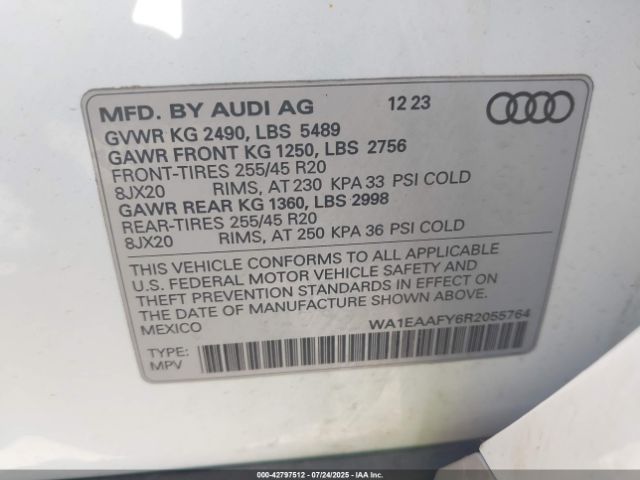 MFD. BY AUDI AG 12 23
GVWR KG 2490, LBS 5489
GAWR FRONT KG 1250, LBS 2756
FRONT-TIRES 255/45 R20
8JX20 RIMS, AT 230 KPA 33 PSI COLD
GAWR REAR KG 1360, LBS 2998
REAR-TIRES 255/45 R20
8JX20 RIMS, AT 250 KPA 36 PSI COLD
THIS VEHICLE CONFORMS TO ALL APPLICABLE
U.S. FEDERAL MOTOR VEHICLE SAFETY AND
THEFT PREVENTION STANDARDS IN EFFECT ON
THE DATE OF MANUFACTURE SHOWN ABOVE.
MEXICO WA1EAAFY6R2055764
TYPE:
MPV
00-42797512 - 07/24/2025 - Copyright IAA, LLC